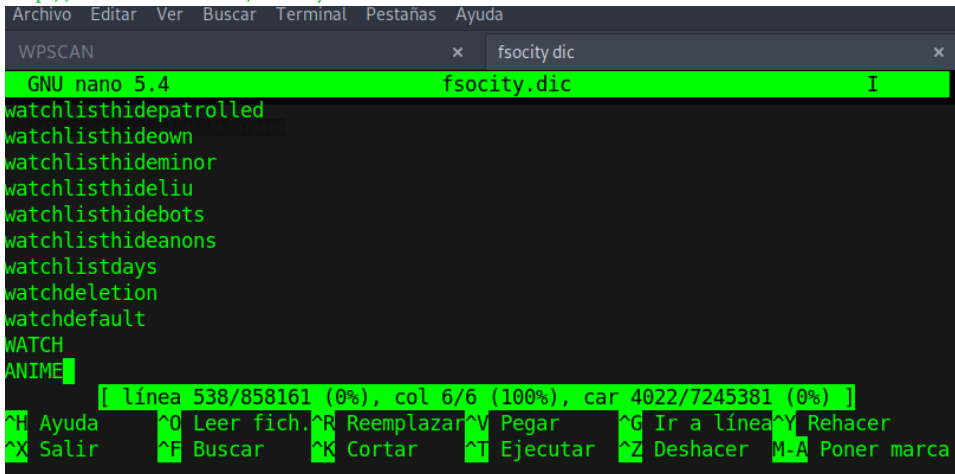 Archivo Editar Ver Buscar Terminal Pestañas Ayuda
WPSCAN × fsocity dic ×
GNU nano 5.4 fsocity.dic I
watchlisthidepatrolled
watchlisthideown
watchlisthideminor
watchlisthideliu
watchlisthidebots
watchlisthideanons
watchlistdays
watchdeletion
watchdefault
WATCH
ANIME
[ línea 538/858161 (0%), col 6/6 (100%), car 4022/7245381 (0%) ]
^H Ayuda ^O Leer fich. ^R Reemplazar ^V Pegar ^G Ir a línea ^Y Rehacer
^X Salir ^F Buscar ^K Cortar ^T Ejecutar ^Z Deshacer M-A Poner marca